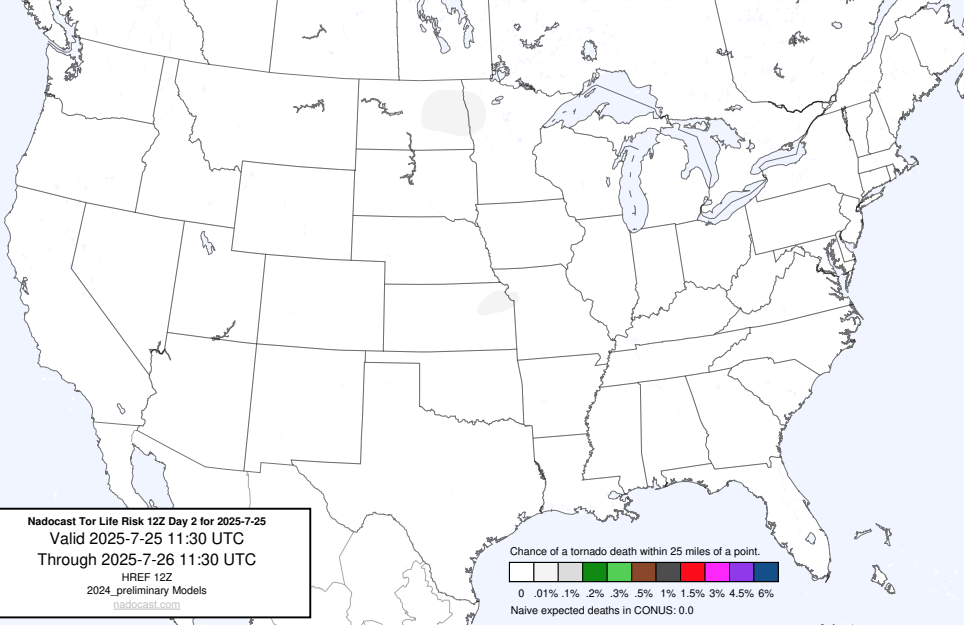 Nadocast Tor Life Risk 12Z Day 2 for 2025-7-25
Valid 2025-7-25 11:30 UTC
Through 2025-7-26 11:30 UTC
HREF 12Z
2024_preliminary Models
nadocast.com
Chance of a tornado death within 25 miles of a point.
0 .01% .1% .2% .3% .5% 1% 1.5% 3% 4.5% 6%
Naive expected deaths in CONUS: 0.0